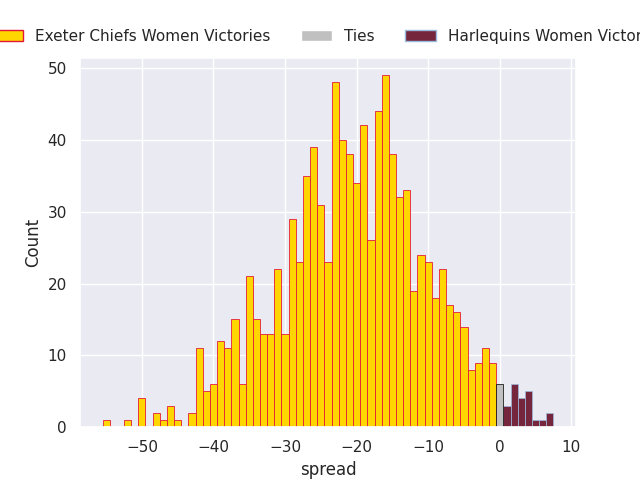 Exeter Chiefs Women Victories Ties Harlequins Women Victor
50
40
30
20
10
0
Count
−50 −40 −30 −20 −10 0 10
spread